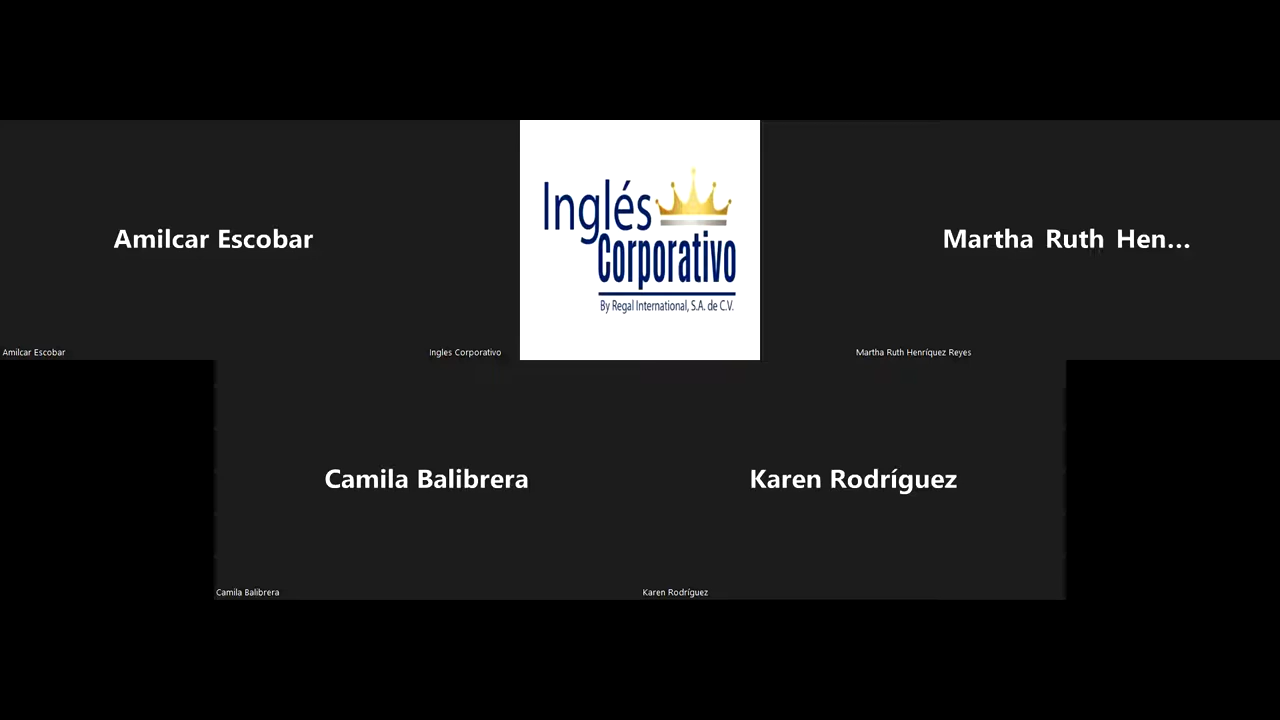 Inglés
Corporativo
By Regal International, S.A. de C.V.
Amilcar Escobar
Martha Ruth Hen...
Amilcar Escobar
Ingles Corporativo
Martha Ruth Henríquez Reyes
Camila Balibrera
Karen Rodríguez
Camila Balibrera
Karen Rodríguez